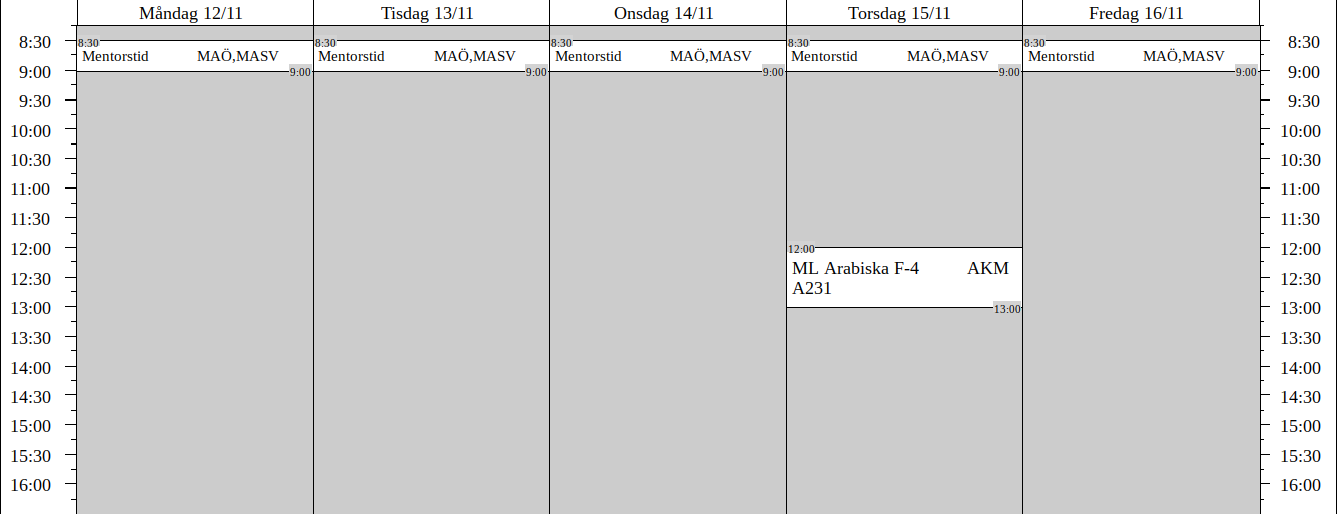 Måndag 12/11 Tisdag 13/11 Onsdag 14/11 Torsdag 15/11 Fredag 16/11
8:30 8:30 8:30 8:30 8:30 8:30 8:30
Mentorstid MAÖ,MASV Mentorstid MAÖ,MASV Mentorstid MAÖ,MASV Mentorstid MAÖ,MASV Mentorstid MAÖ,MASV
9:00 9:00 9:00 9:00 9:00 9:00 9:00
9:30 9:30
10:00 10:00
10:30 10:30
11:00 11:00
11:30 11:30
12:00 12:00 12:00
ML Arabiska F-4 AKM
12:30 12:30
A231
13:00 13:00 13:00
13:30 13:30
14:00 14:00
14:30 14:30
15:00 15:00
15:30 15:30
16:00 16:00